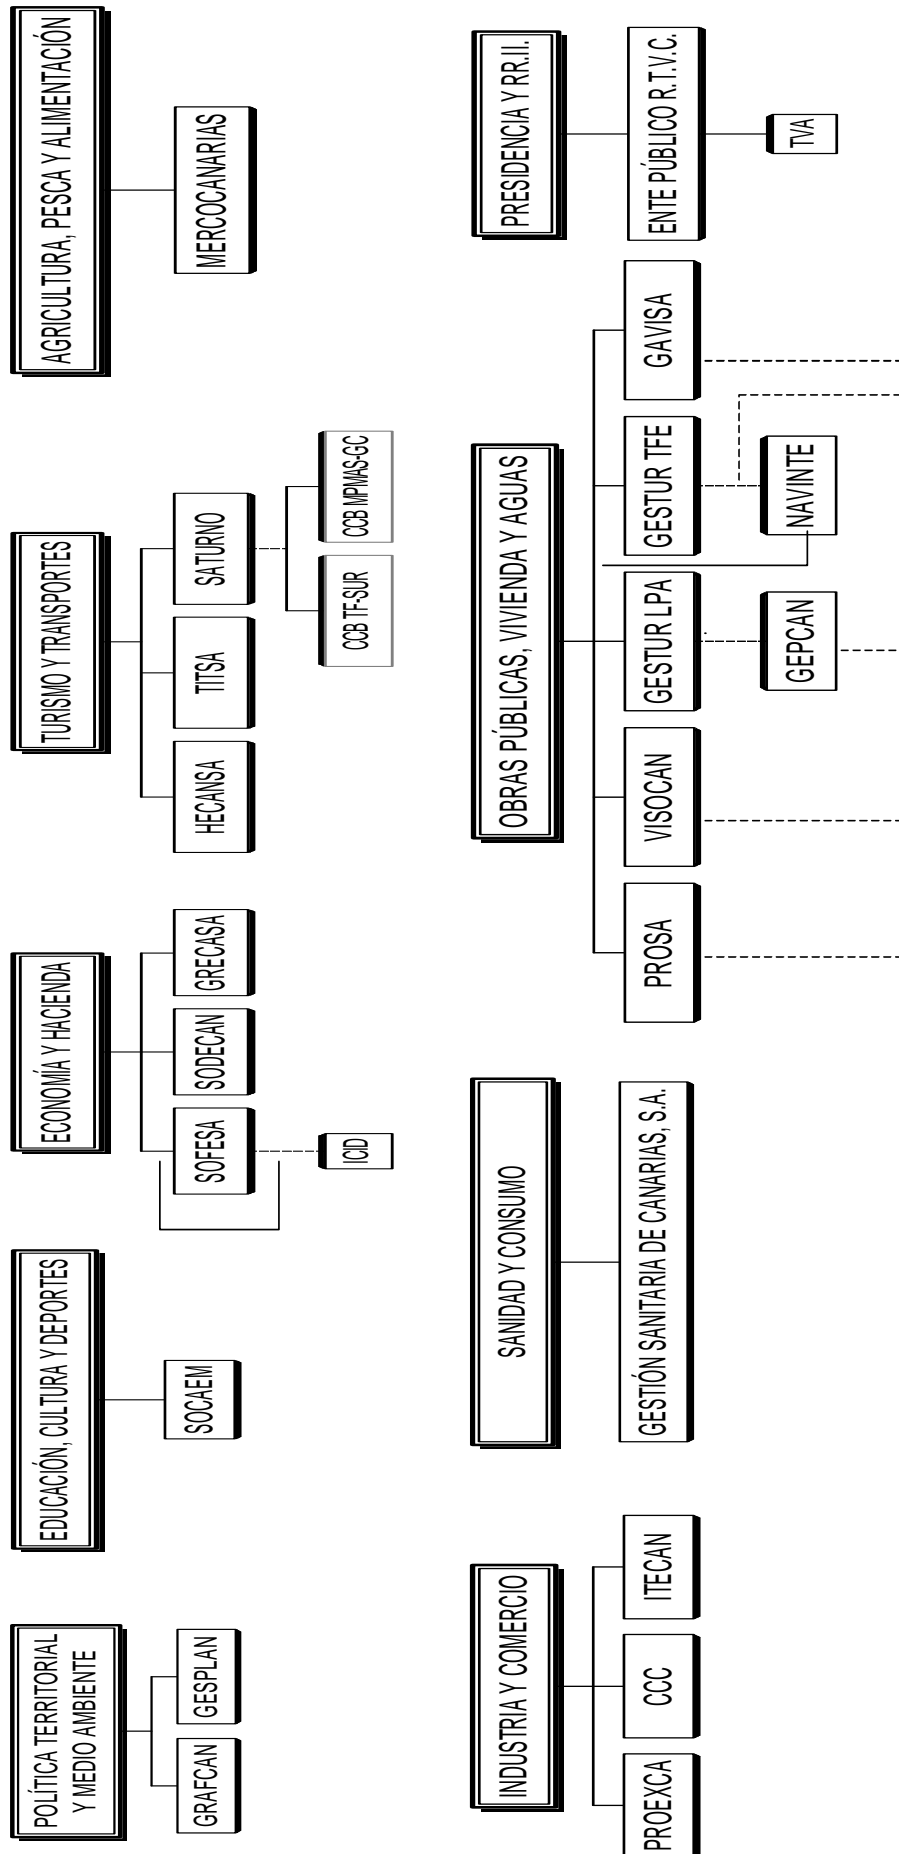 POLÍTICA TERRITORIAL
Y MEDIO AMBIENTE
GRAFCAN
GESPLAN
EDUCACIÓN, CULTURA Y DEPORTES
SOCAEM
ECONOMÍA Y HACIENDA
SOFESA
SODECAN
GRECASA
ICID
TURISMO Y TRANSPORTES
HECANSA
TITSA
SATURNO
CCB TF-SUR
CCB MPMAS-GC
AGRICULTURA, PESCA Y ALIMENTACIÓN
MERCOCANARIAS
INDUSTRIA Y COMERCIO
PROEXCA
CCC
ITECAN
SANIDAD Y CONSUMO
GESTIÓN SANITARIA DE CANARIAS, S.A.
OBRAS PÚBLICAS, VIVIENDA Y AGUAS
PROSA
VISOCAN
GESTUR LPA
GESTUR TFE
GAVISA
GEPCAN
NAVINTE
PRESIDENCIA Y RR.II.
ENTE PÚBLICO R.T.V.C.
TVA